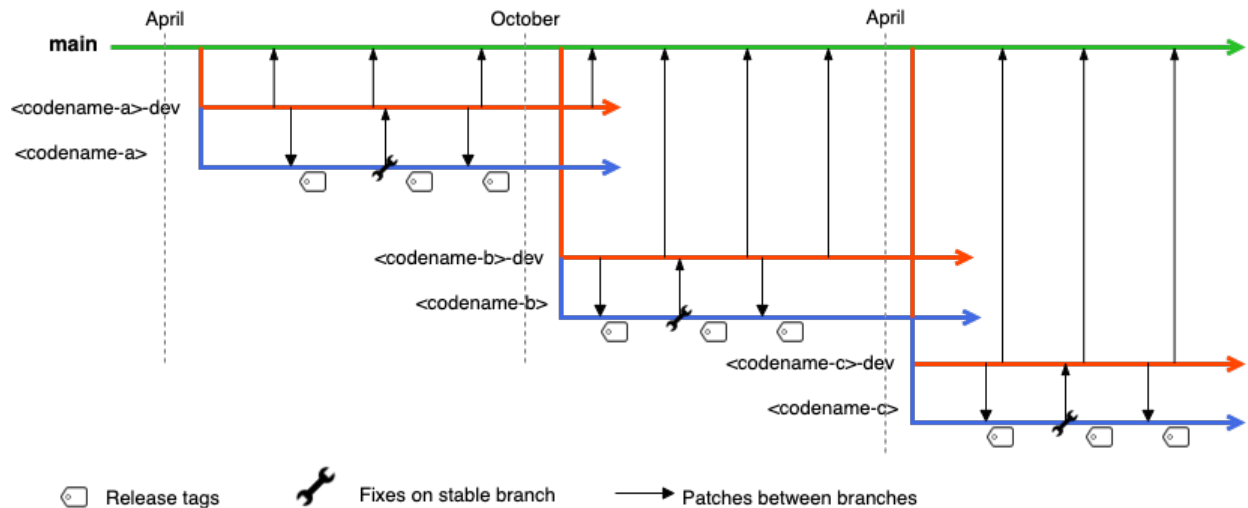 April
October
April
main
<codename-a>-dev
<codename-a>
<codename-b>-dev
<codename-b>
<codename-c>-dev
<codename-c>
Release tags
Fixes on stable branch
Patches between branches